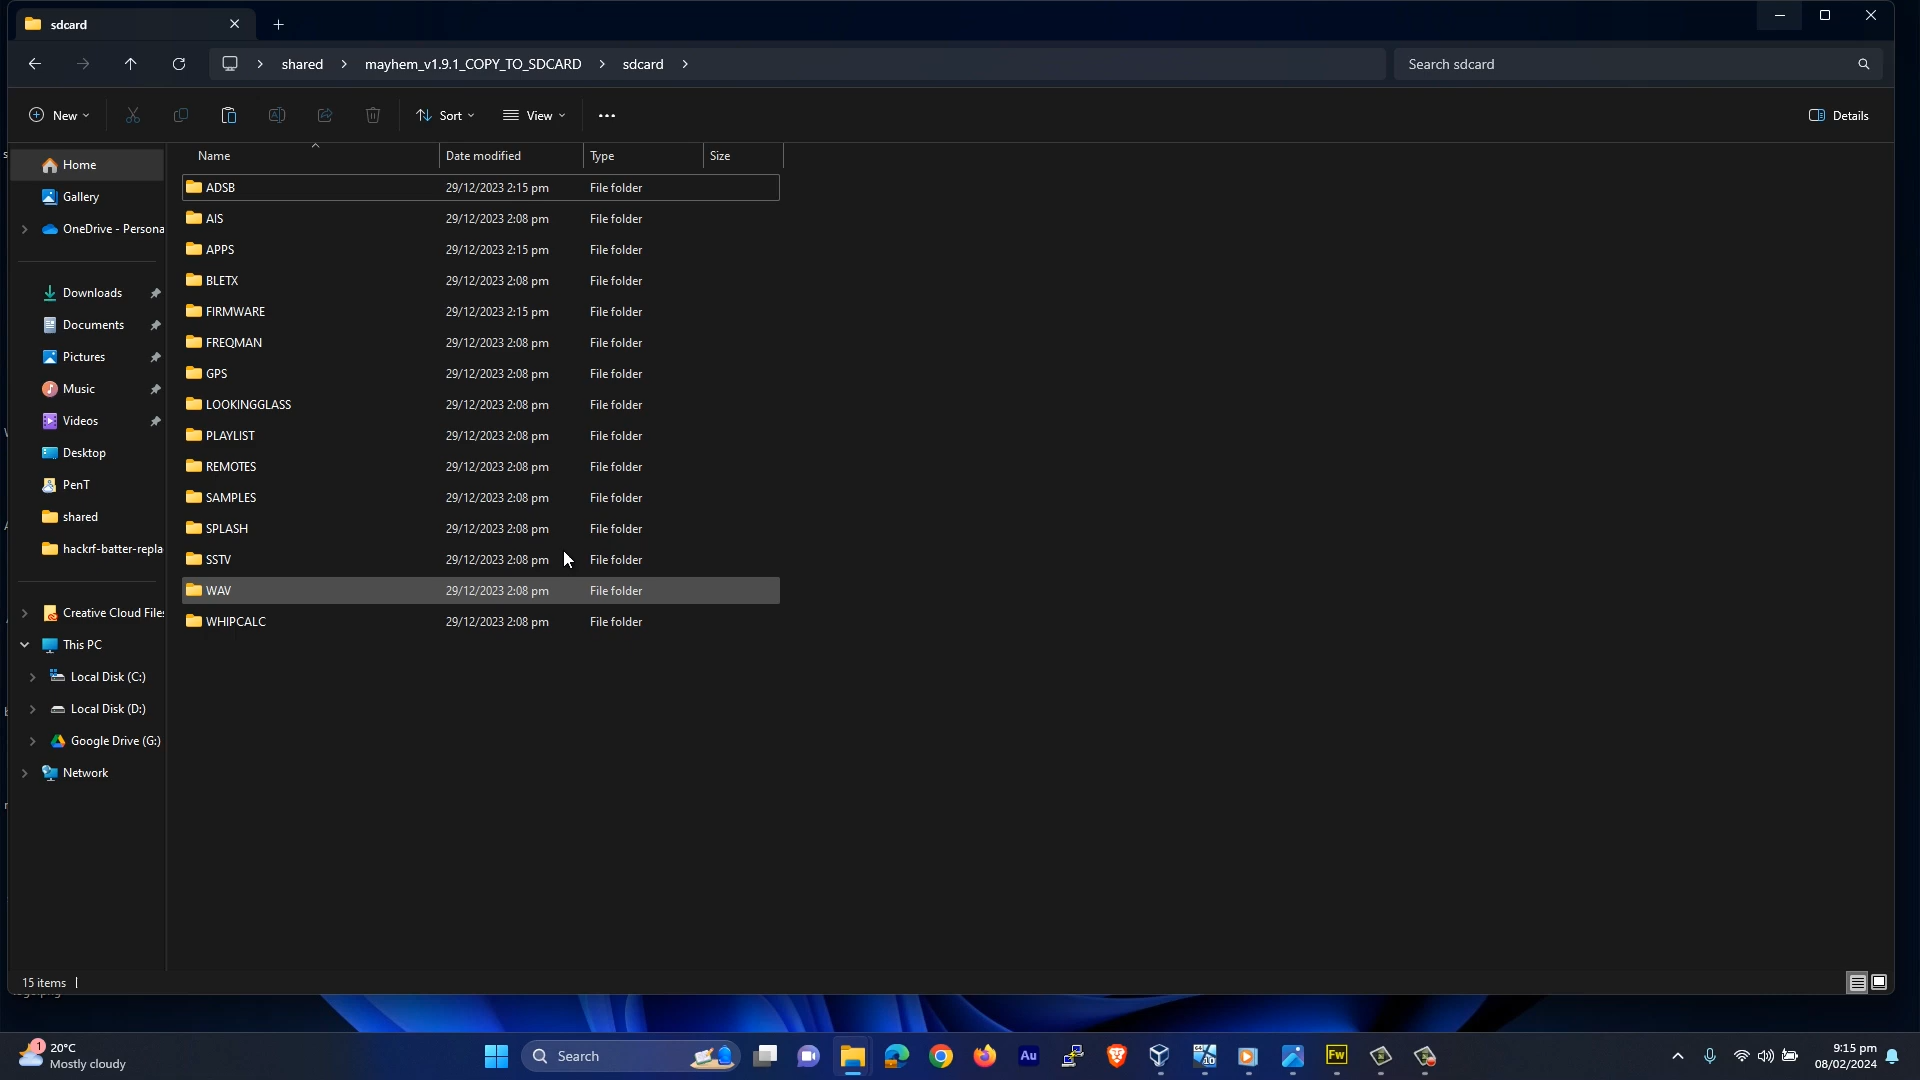 sdcard
shared
mayhem_v1.9.1_COPY_TO_SDCARD
sdcard
Search sdcard
New
Sort
View
Details
Name
Date modified
Type
Size
Home
Gallery
OneDrive - Persona
Downloads
Documents
Pictures
Music
Videos
Desktop
PenT
shared
hackrf-batter-repla
Creative Cloud File
This PC
Local Disk (C:)
Local Disk (D:)
Google Drive (G:)
Network
ADSB 29/12/2023 2:15 pm File folder
AIS 29/12/2023 2:08 pm File folder
APPS 29/12/2023 2:15 pm File folder
BLETX 29/12/2023 2:08 pm File folder
FIRMWARE 29/12/2023 2:15 pm File folder
FREQMAN 29/12/2023 2:08 pm File folder
GPS 29/12/2023 2:08 pm File folder
LOOKINGGLASS 29/12/2023 2:08 pm File folder
PLAYLIST 29/12/2023 2:08 pm File folder
REMOTES 29/12/2023 2:08 pm File folder
SAMPLES 29/12/2023 2:08 pm File folder
SPLASH 29/12/2023 2:08 pm File folder
SSTV 29/12/2023 2:08 pm File folder
WAV 29/12/2023 2:08 pm File folder
WHIPCALC 29/12/2023 2:08 pm File folder
15 items
1
20°C
Mostly cloudy
Search
Au
10
Fw
9:15 pm
08/02/2024